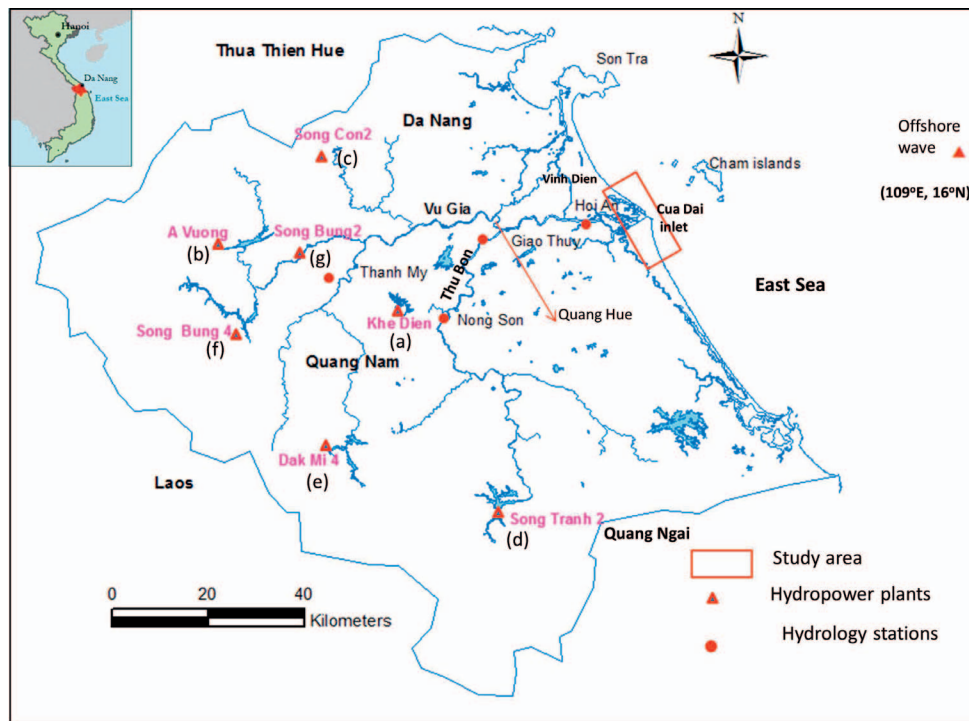 Hanoi
Da Nang
East Sea
Thua Thien Hue
N
Son Tra
Da Nang
Song Con2
(c)
Offshore
wave
(109°E, 16°N)
Cham islands
Vinh Dien
Hoi An
Cua Dai
inlet
Vu Gia
A Vuong
(b)
Song Bung2
(g)
Giao Thuy
Thanh My
Thu Bon
East Sea
Quang Hue
Khe Dien
(a)
Nong Son
Song Bung 4
(f)
Quang Nam
Dak Mi 4
(e)
Laos
Song Tranh 2
(d)
Quang Ngai
Study area
Hydropower plants
Hydrology stations
0 20 40
Kilometers